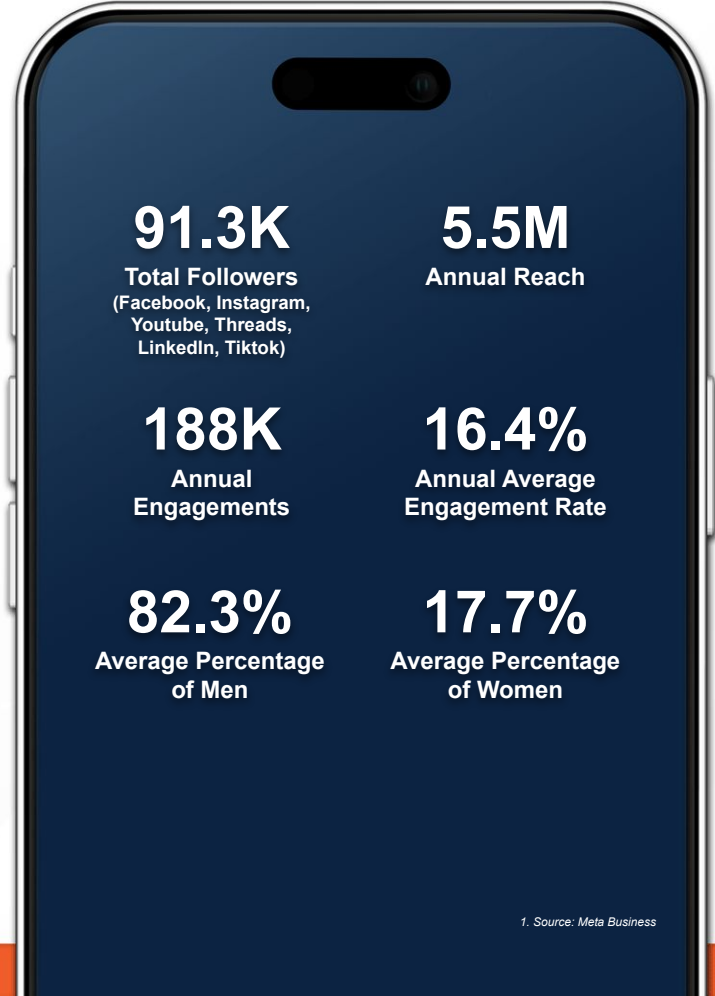 91.3K
Total Followers
(Facebook, Instagram,
Youtube, Threads,
LinkedIn, Tiktok)
5.5M
Annual Reach
188K
Annual
Engagements
16.4%
Annual Average
Engagement Rate
82.3%
Average Percentage
of Men
17.7%
Average Percentage
of Women
1. Source: Meta Business